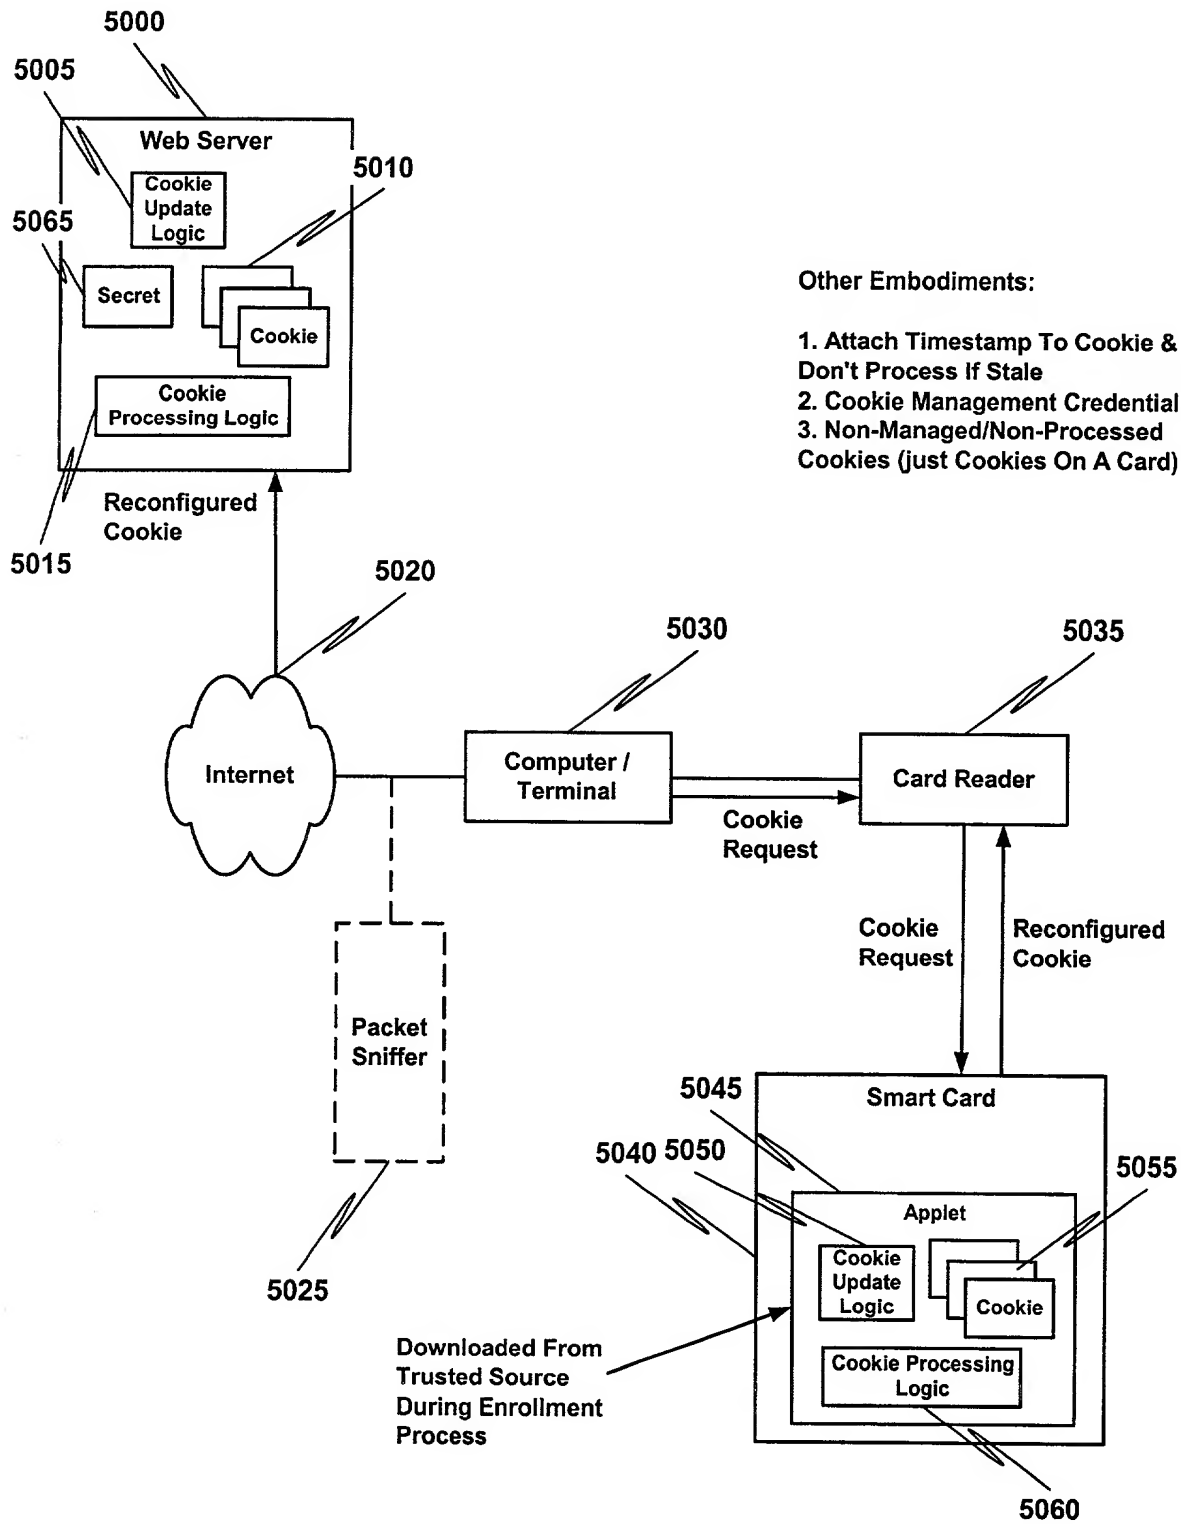 5000
5005
Web Server
5010
Cookie
Update
Logic
5065
Secret
Cookie
Cookie
Processing Logic
5015
Reconfigured
Cookie
Other Embodiments:
1. Attach Timestamp To Cookie &
Don't Process If Stale
2. Cookie Management Credential
3. Non-Managed/Non-Processed
Cookies (just Cookies On A Card)
5020
5030
5035
Internet
Computer /
Terminal
Card Reader
Cookie
Request
Cookie
Request
Reconfigured
Cookie
Packet
Sniffer
5025
5045
Smart Card
5040
5050
5055
Applet
Cookie
Update
Logic
Cookie
Cookie Processing
Logic
Downloaded From
Trusted Source
During Enrollment
Process
5060